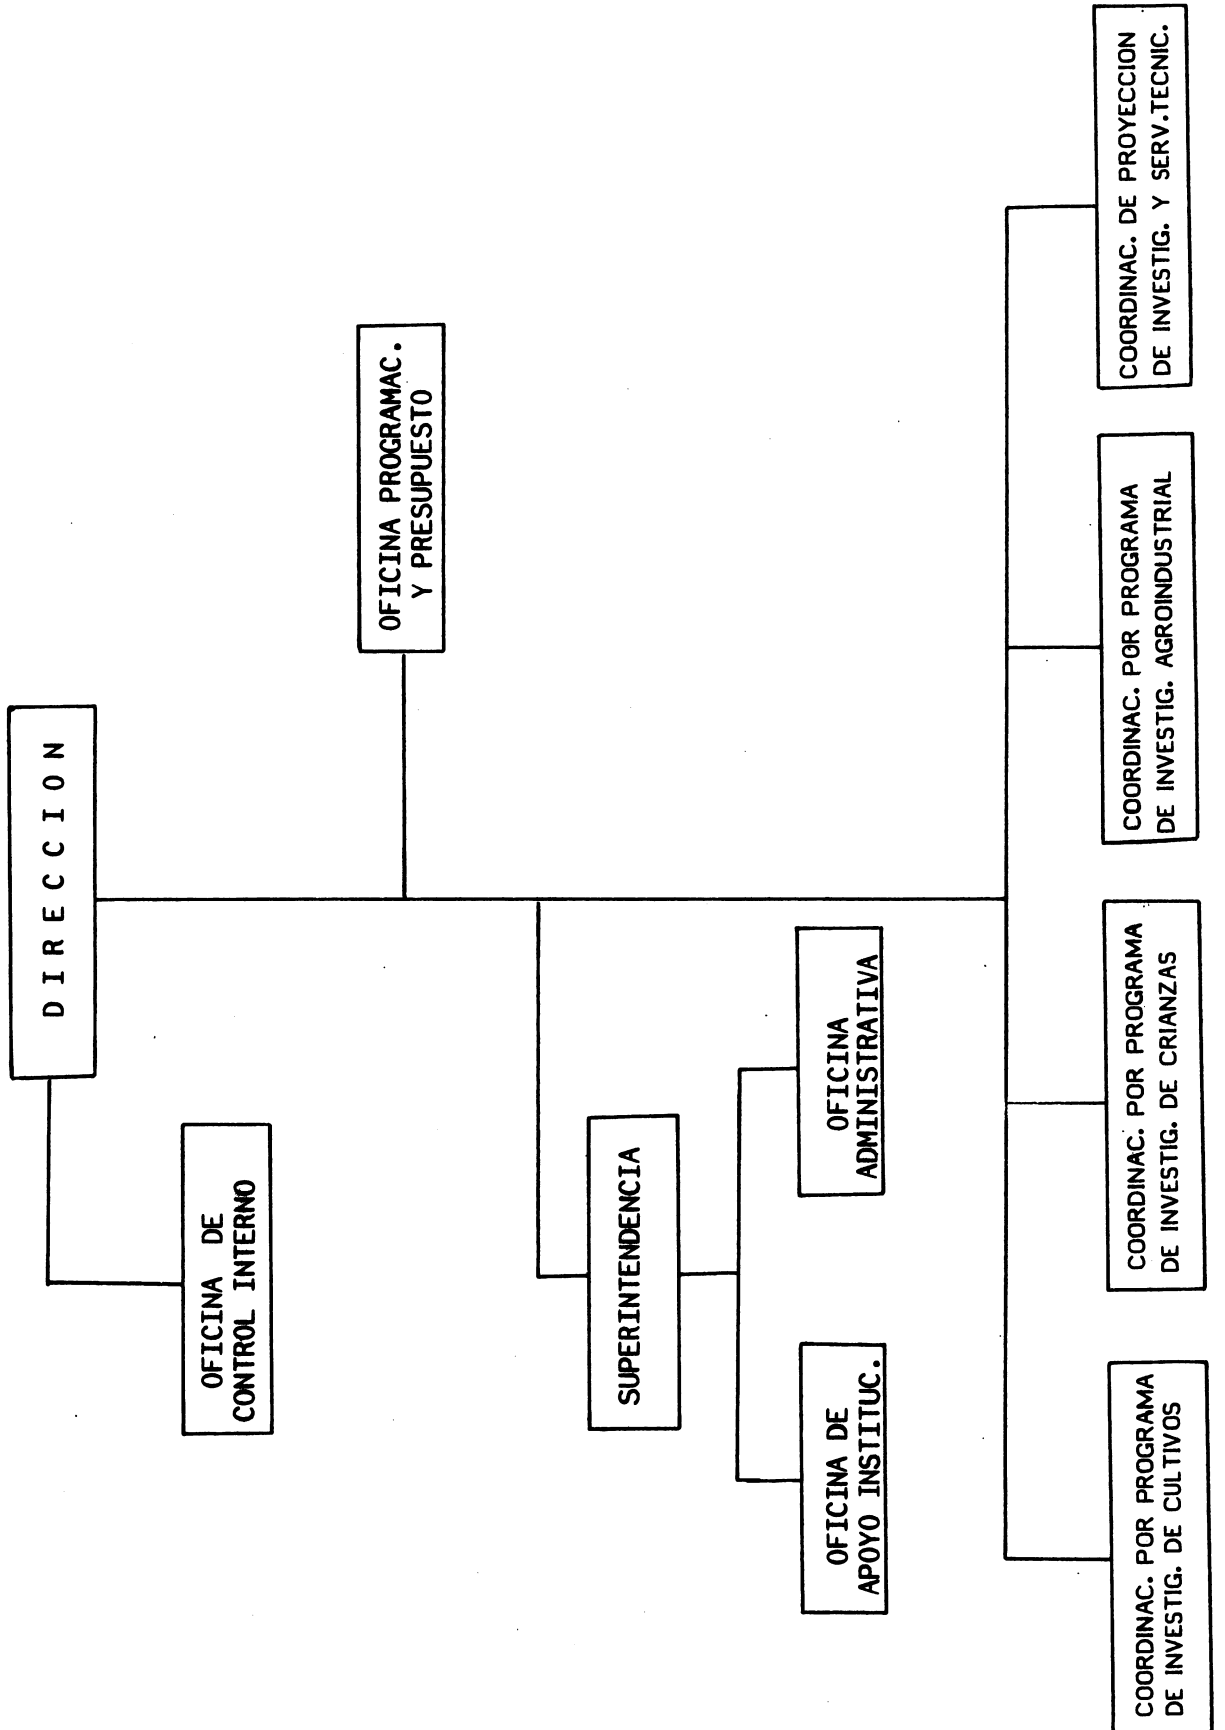 D I R E C C I O N
OFICINA DE
CONTROL INTERNO
OFICINA PROGRAMAC.
Y PRESUPUESTO
SUPERINTENDENCIA
OFICINA DE
APOYO INSTITUC.
OFICINA
ADMINISTRATIVA
COORDINAC. POR PROGRAMA
DE INVESTIG. DE CULTIVOS
COORDINAC. POR PROGRAMA
DE INVESTIG. DE CRIANZAS
COORDINAC. POR PROGRAMA
DE INVESTIG. AGROINDUSTRIAL
COORDINAC. DE PROYECCION
DE INVESTIG. Y SERV.TECNIC.